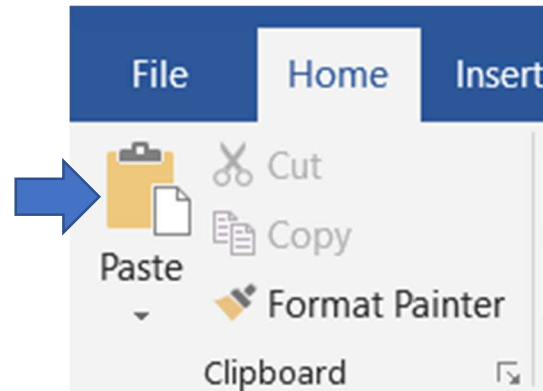 File Home Insert
Cut
Copy
Paste
Format Painter
Clipboard